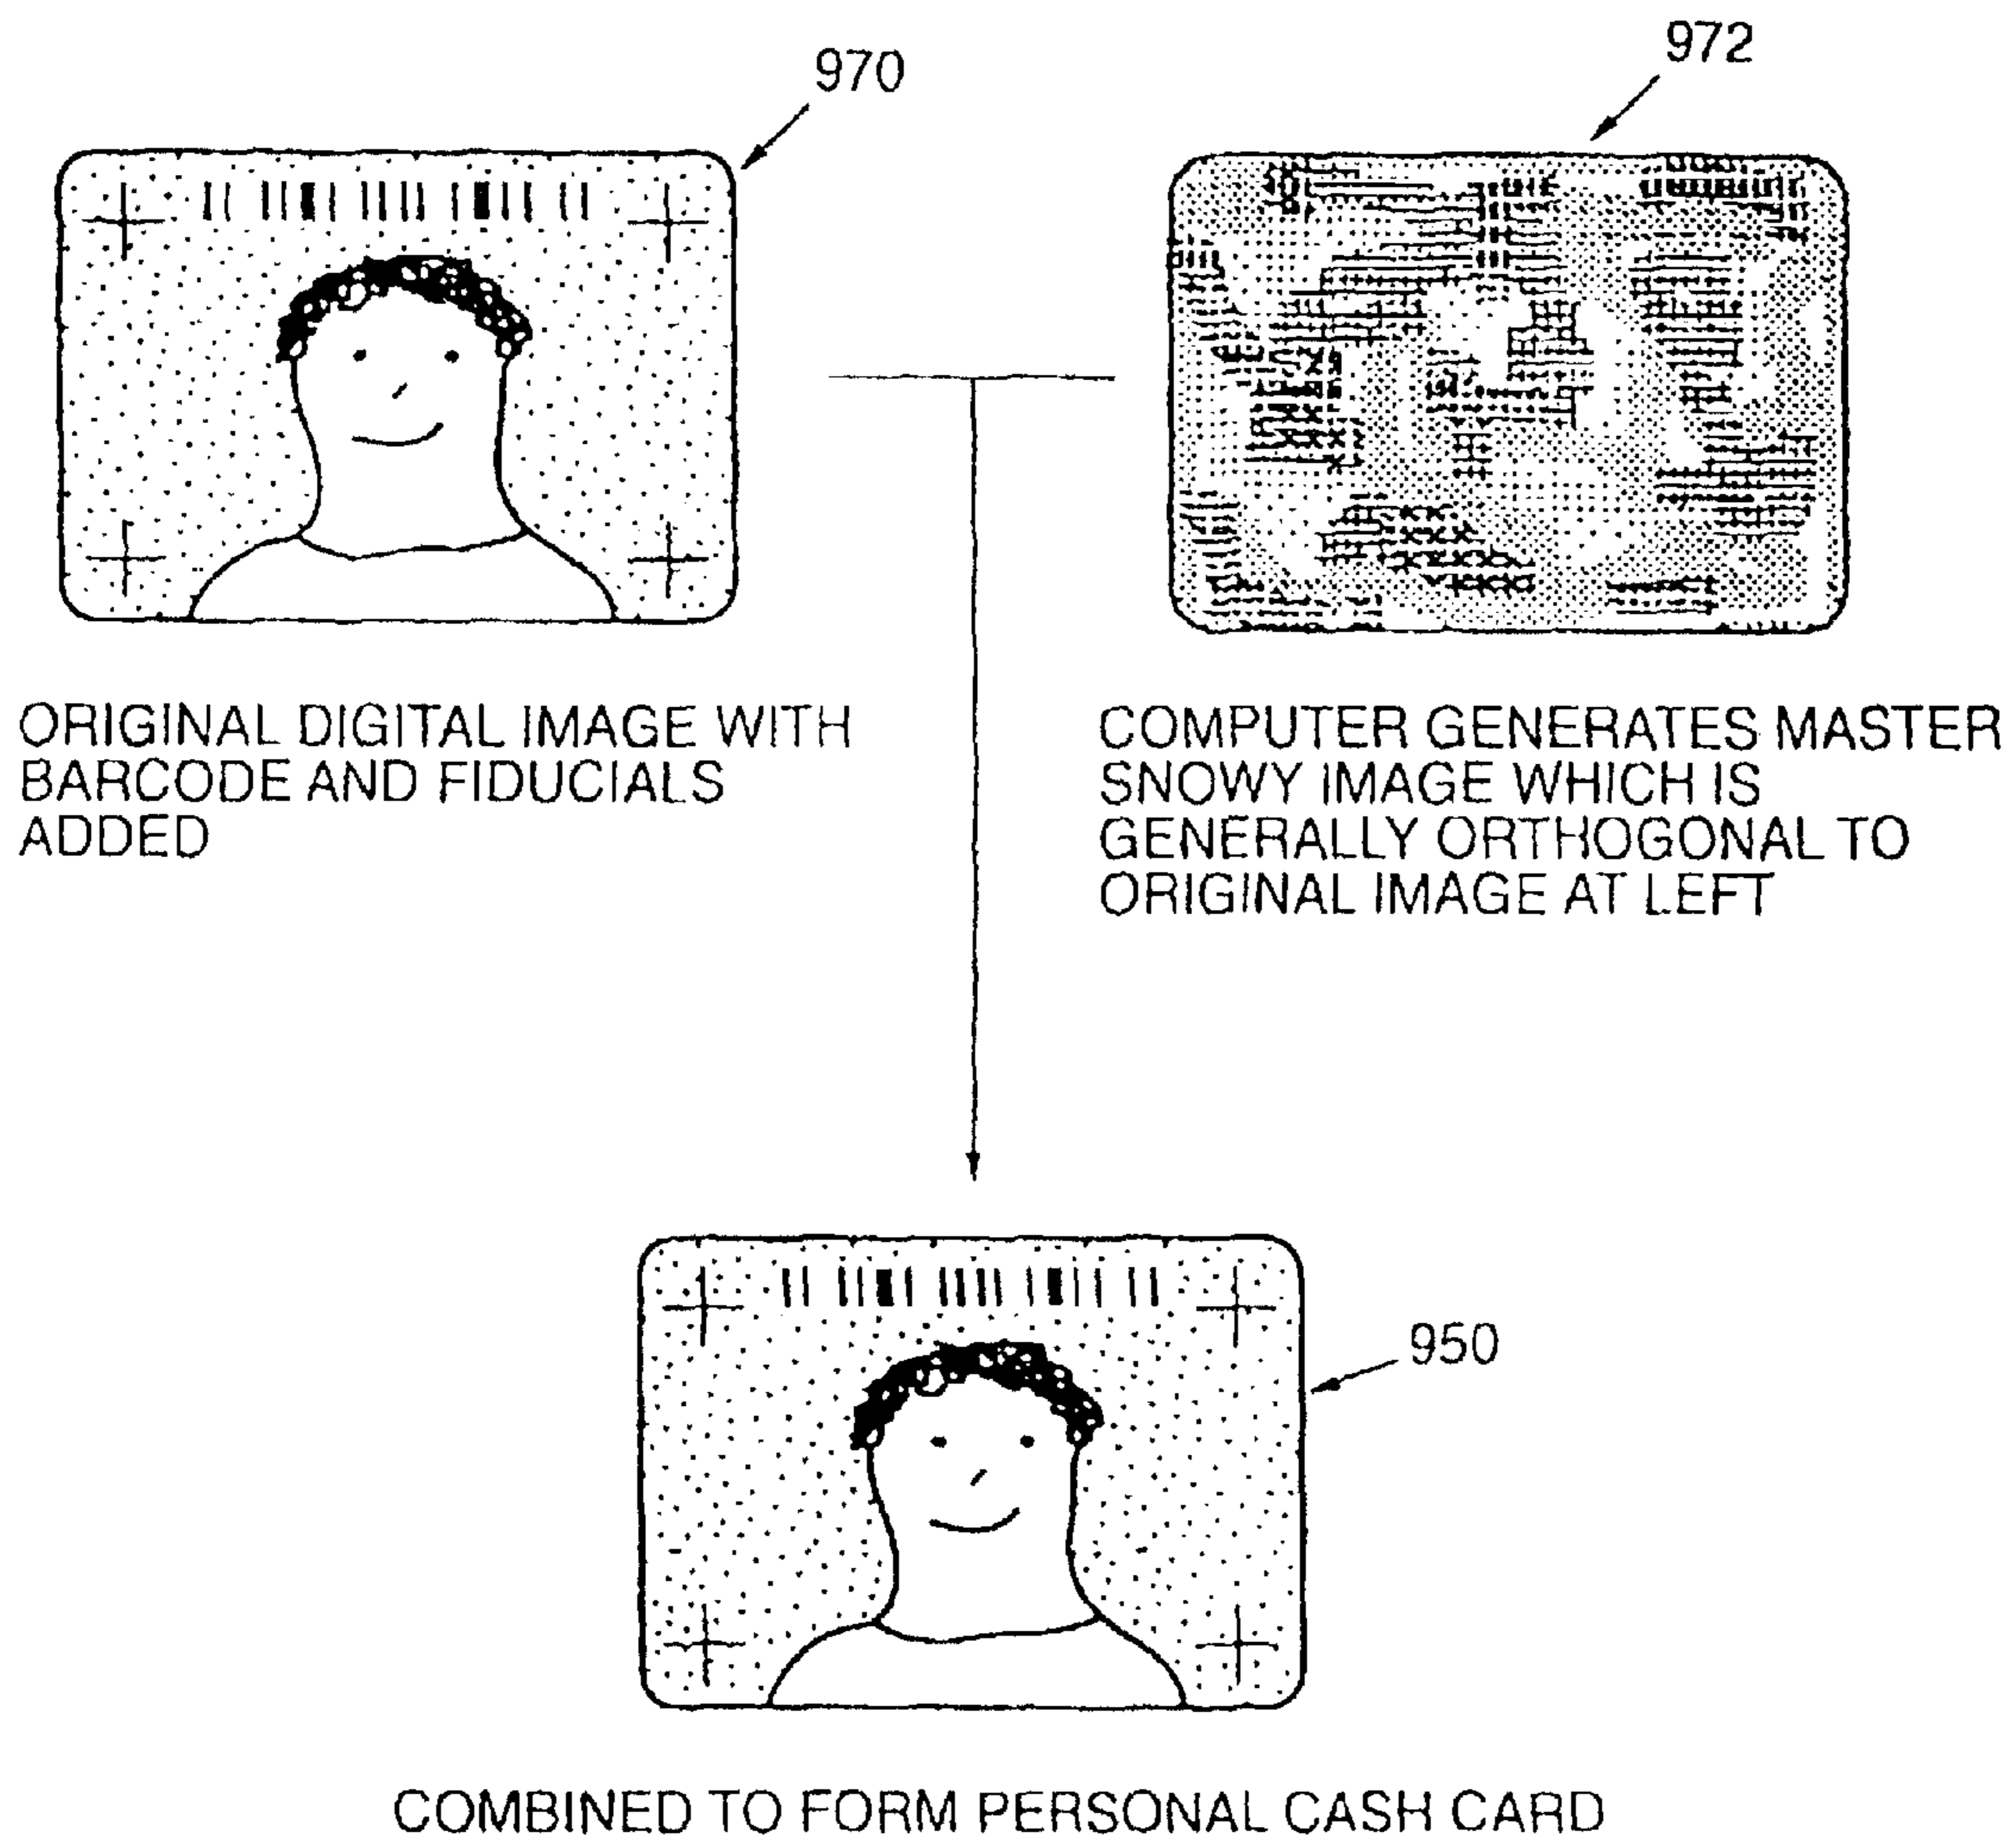 970
972
ORIGINAL DIGITAL IMAGE WITH
BARCODE AND FIDUCIALS
ADDED
COMPUTER GENERATES MASTER
SNOWY IMAGE WHICH IS
GENERALLY ORTHOGONAL TO
ORIGINAL IMAGE AT LEFT
950
COMBINED TO FORM PERSONAL CASH CARD